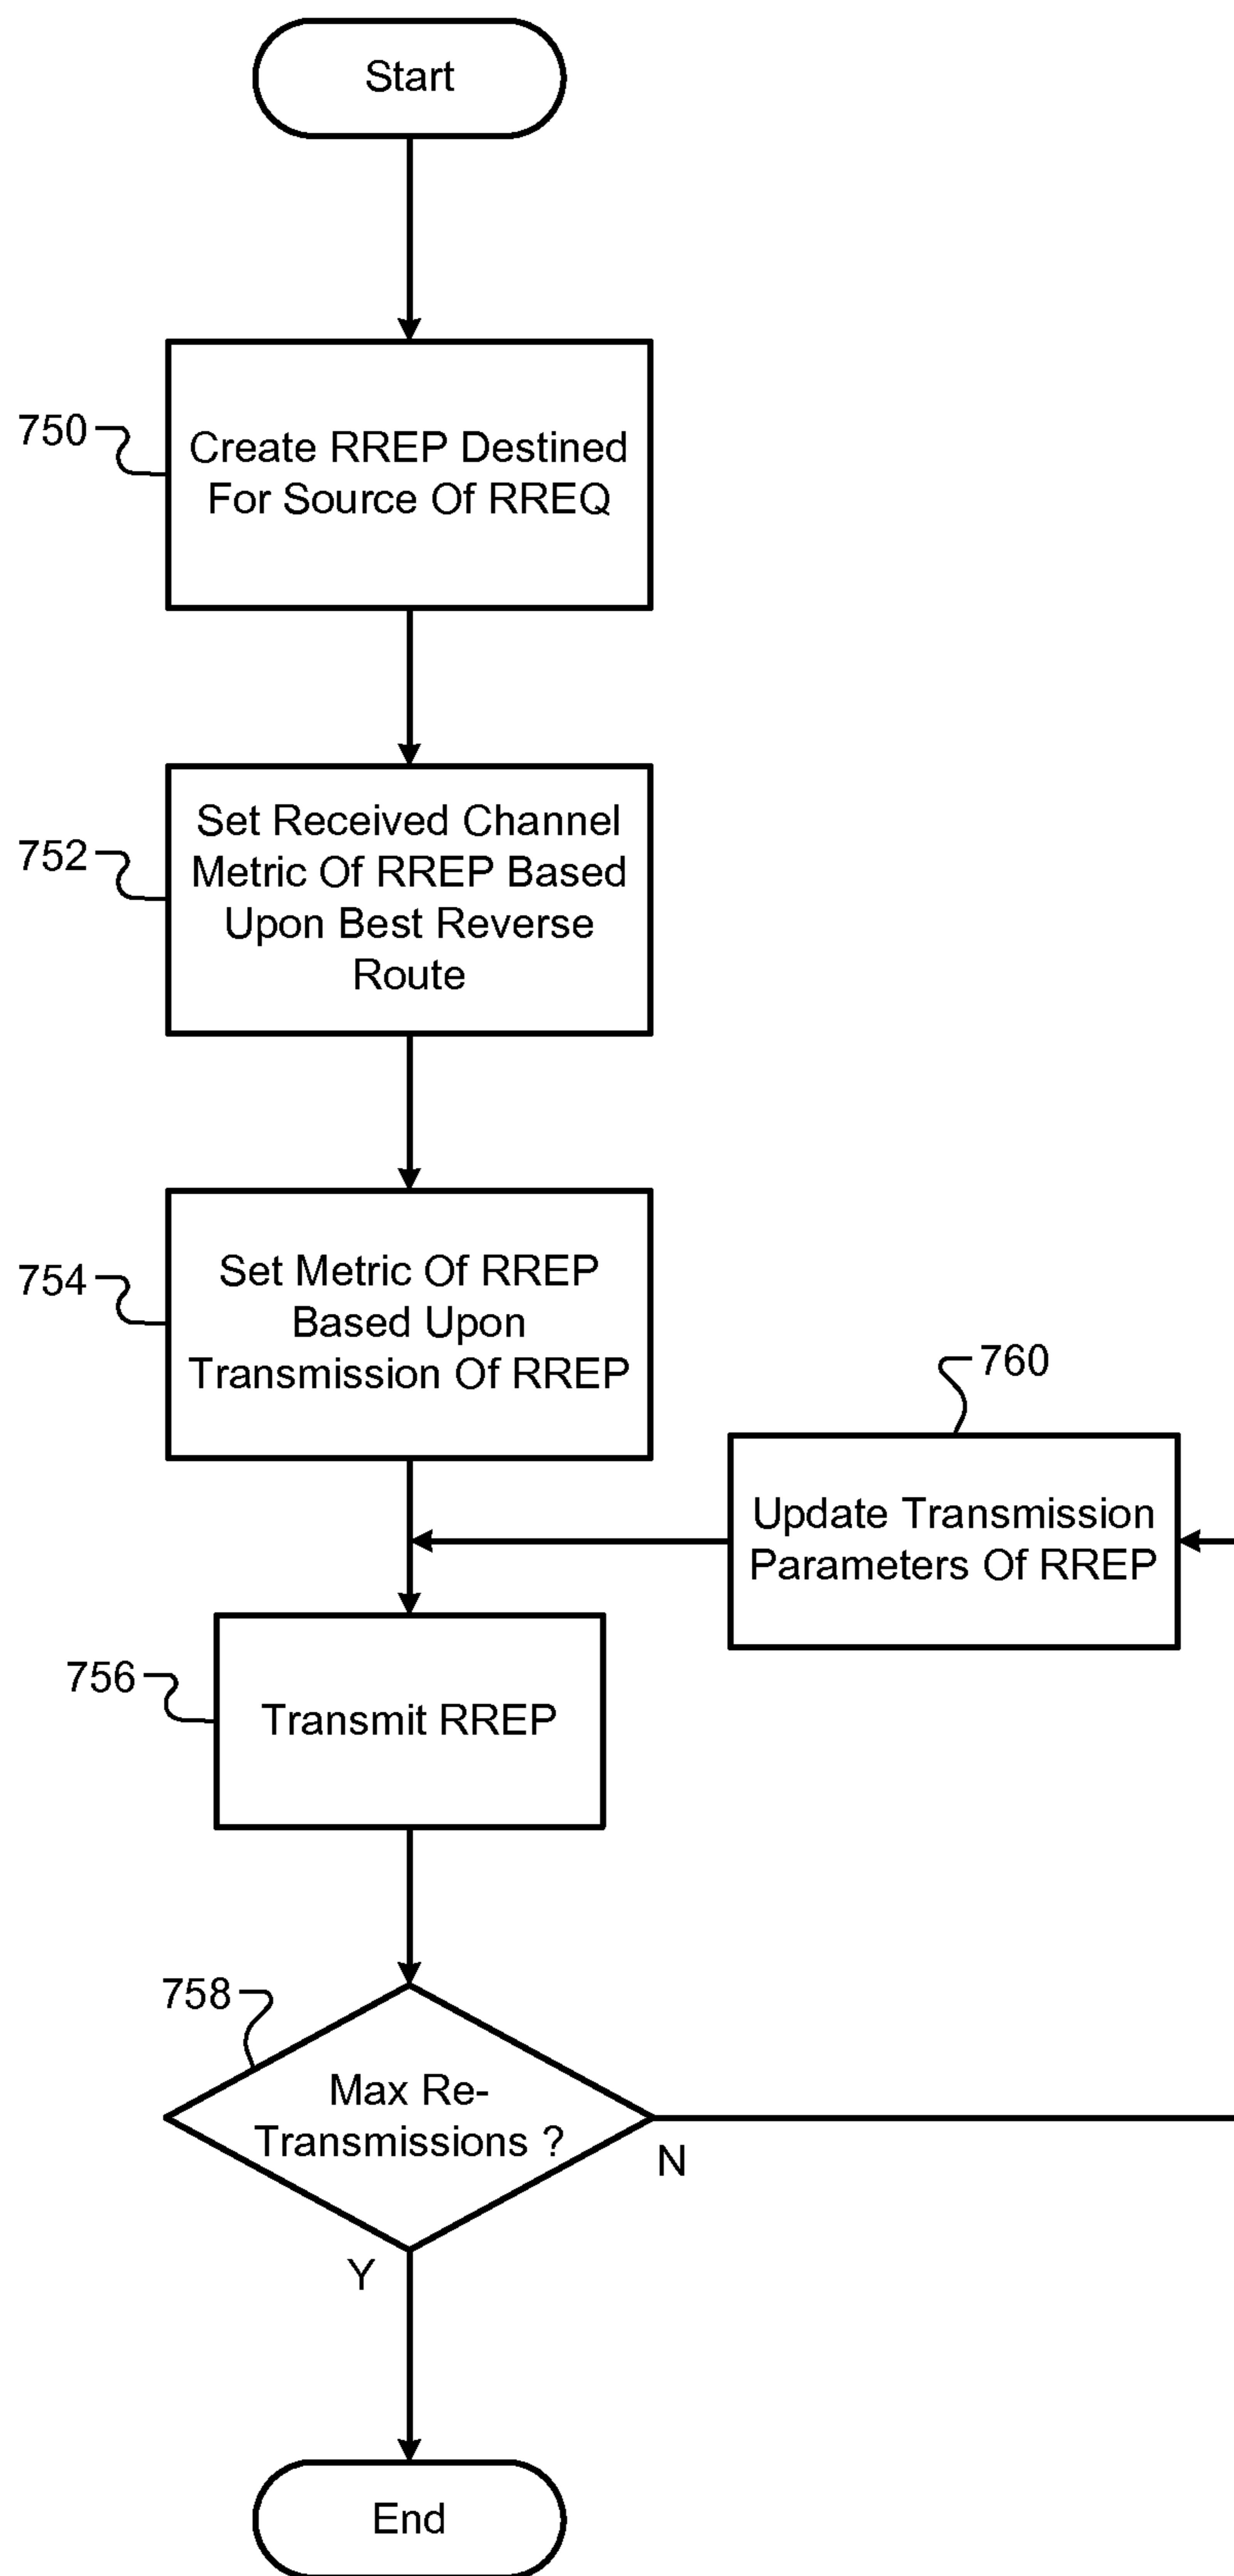 Start
750
Create RREP Destined
For Source Of RREQ
752
Set Received Channel
Metric Of RREP Based
Upon Best Reverse
Route
754
Set Metric Of RREP
Based Upon
Transmission Of RREP
760
Update Transmission
Parameters Of RREP
756
Transmit RREP
758
Max Re-
Transmissions ?
N
Y
End